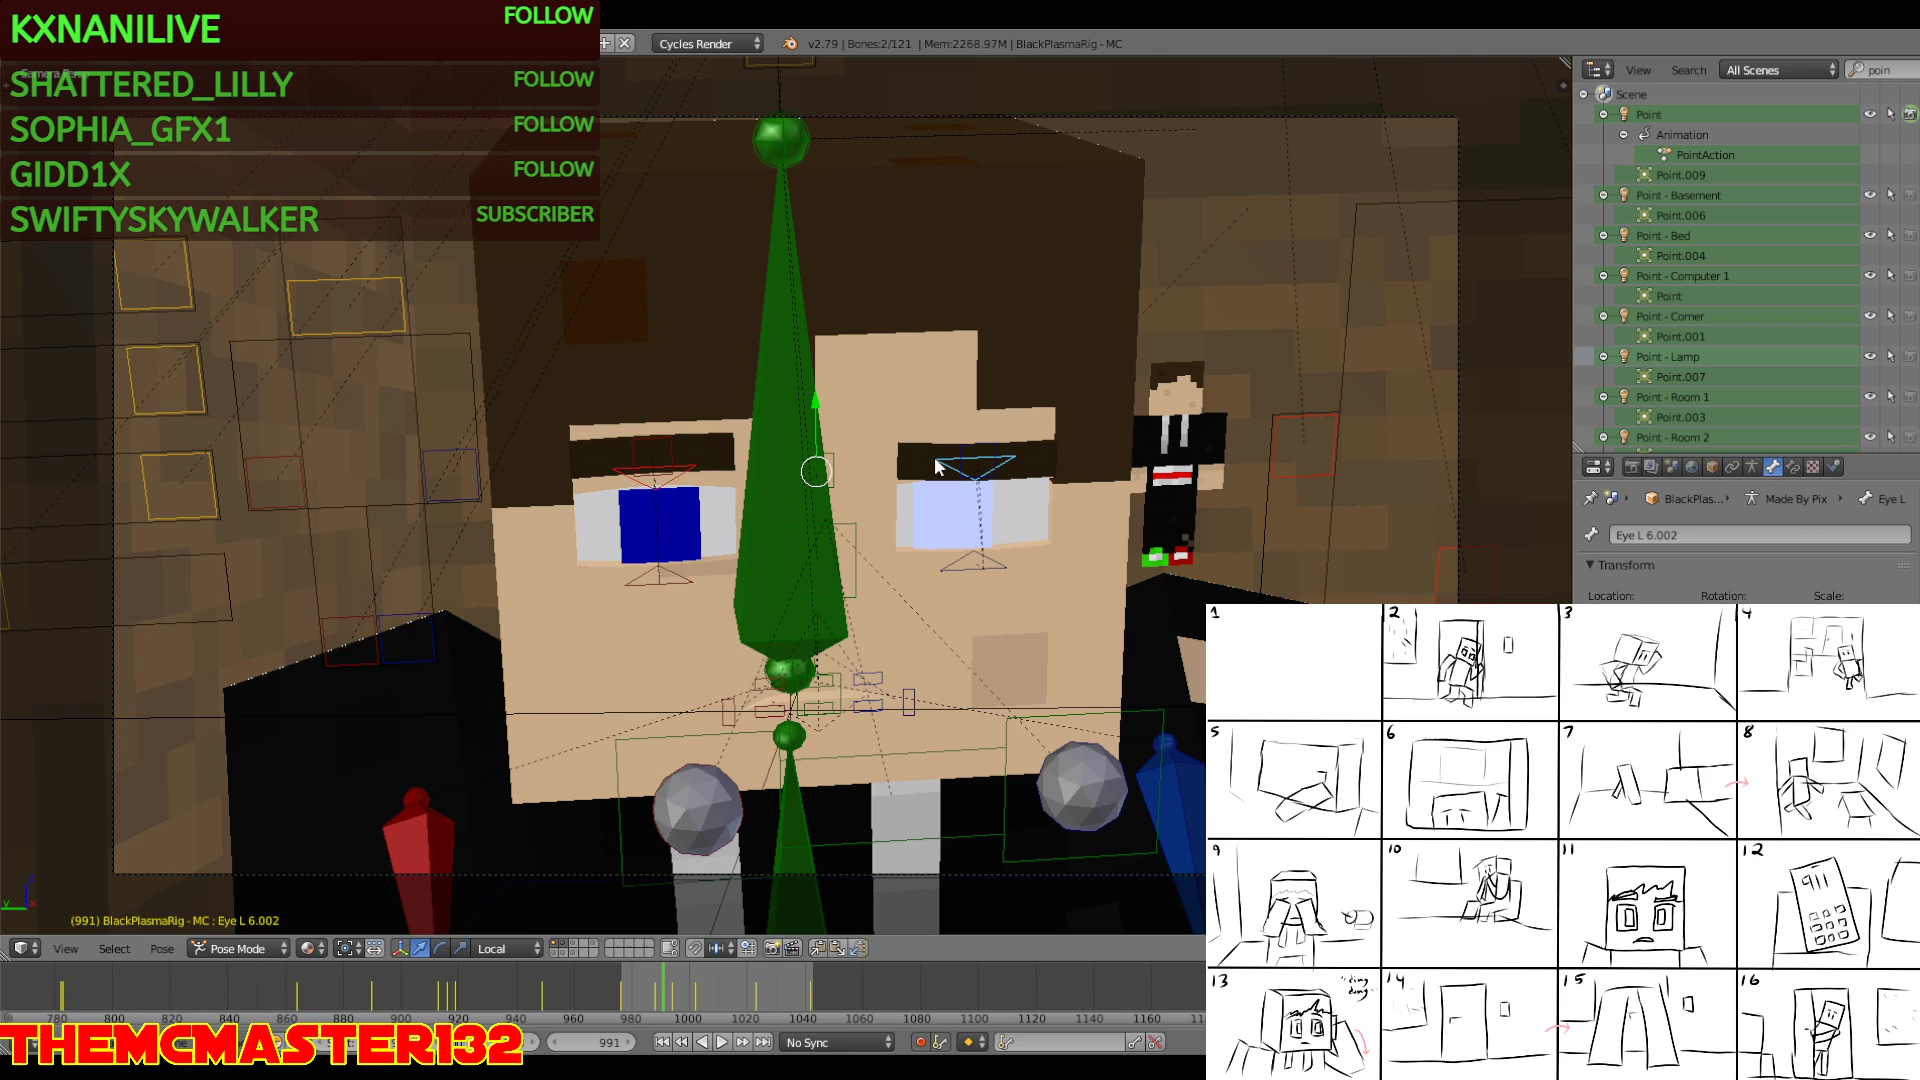 KXNANILIVE FOLLOW
SHATTERED_LILLY FOLLOW
SOPHIA_GFX1 FOLLOW
GIDD1X FOLLOW
SWIFTYSKYWALKER SUBSCRIBER
Cycles Render
v2.79 | Bones:2/121 | Mem:2268.97M | BlackPlasmaRig - MC
View Search All Scenes poin
Scene
Point
Animation
PointAction
Point.009
Point - Basement
Point.006
Point - Bed
Point.004
Point - Computer 1
Point
Point - Corner
Point.001
Point - Lamp
Point.007
Point - Room 1
Point.003
Point - Room 2
BlackPlas... Made By Pix Eye L
Eye L 6.002
Transform
Location: Rotation: Scale:
1 2 3 4
5 6 7 8
9 10 11 12
911
13 14 15 16
"ding dong"
(991) BlackPlasmaRig - MC : Eye L 6.002
View Select Pose Pose Mode Local
780 800 820 840 860 880 900 920 940 960 980 1000 1020 1040 1060 1080 1100 1120 1140 1160
991 No Sync
THEMCMASTER132